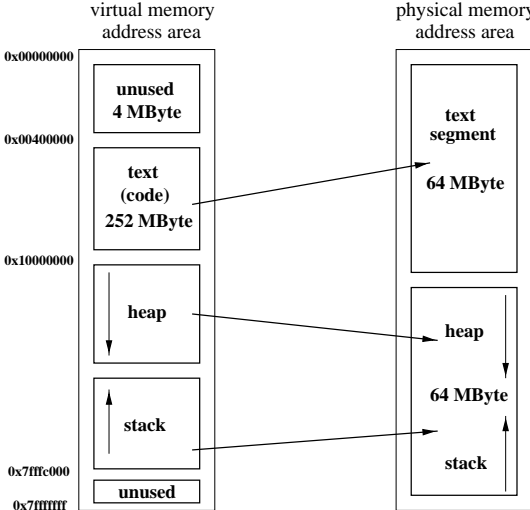 virtual memory
address area
physical memory
address area
0x00000000
unused
4 MByte
0x00400000
text
(code)
252 MByte
text
segment
64 MByte
0x10000000
heap
heap
64 MByte
stack
stack
0x7fffc000
unused
0x7fffffff